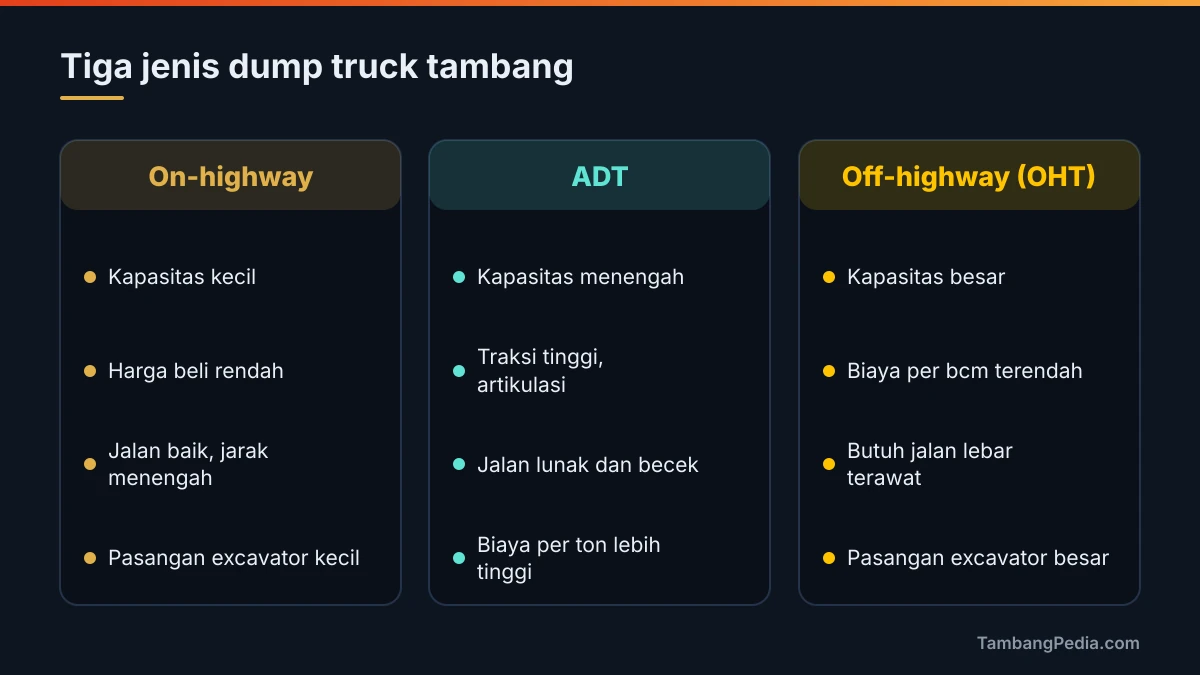 Tiga jenis dump truck tambang
On-highway
Kapasitas kecil
Harga beli rendah
Jalan baik, jarak
menengah
Pasangan excavator kecil
ADT
Kapasitas menengah
Traksi tinggi,
artikulasi
Jalan lunak dan becek
Biaya per ton lebih
tinggi
Off-highway (OHT)
Kapasitas besar
Biaya per bcm terendah
Butuh jalan lebar
terawat
Pasangan excavator besar
TambangPedia.com